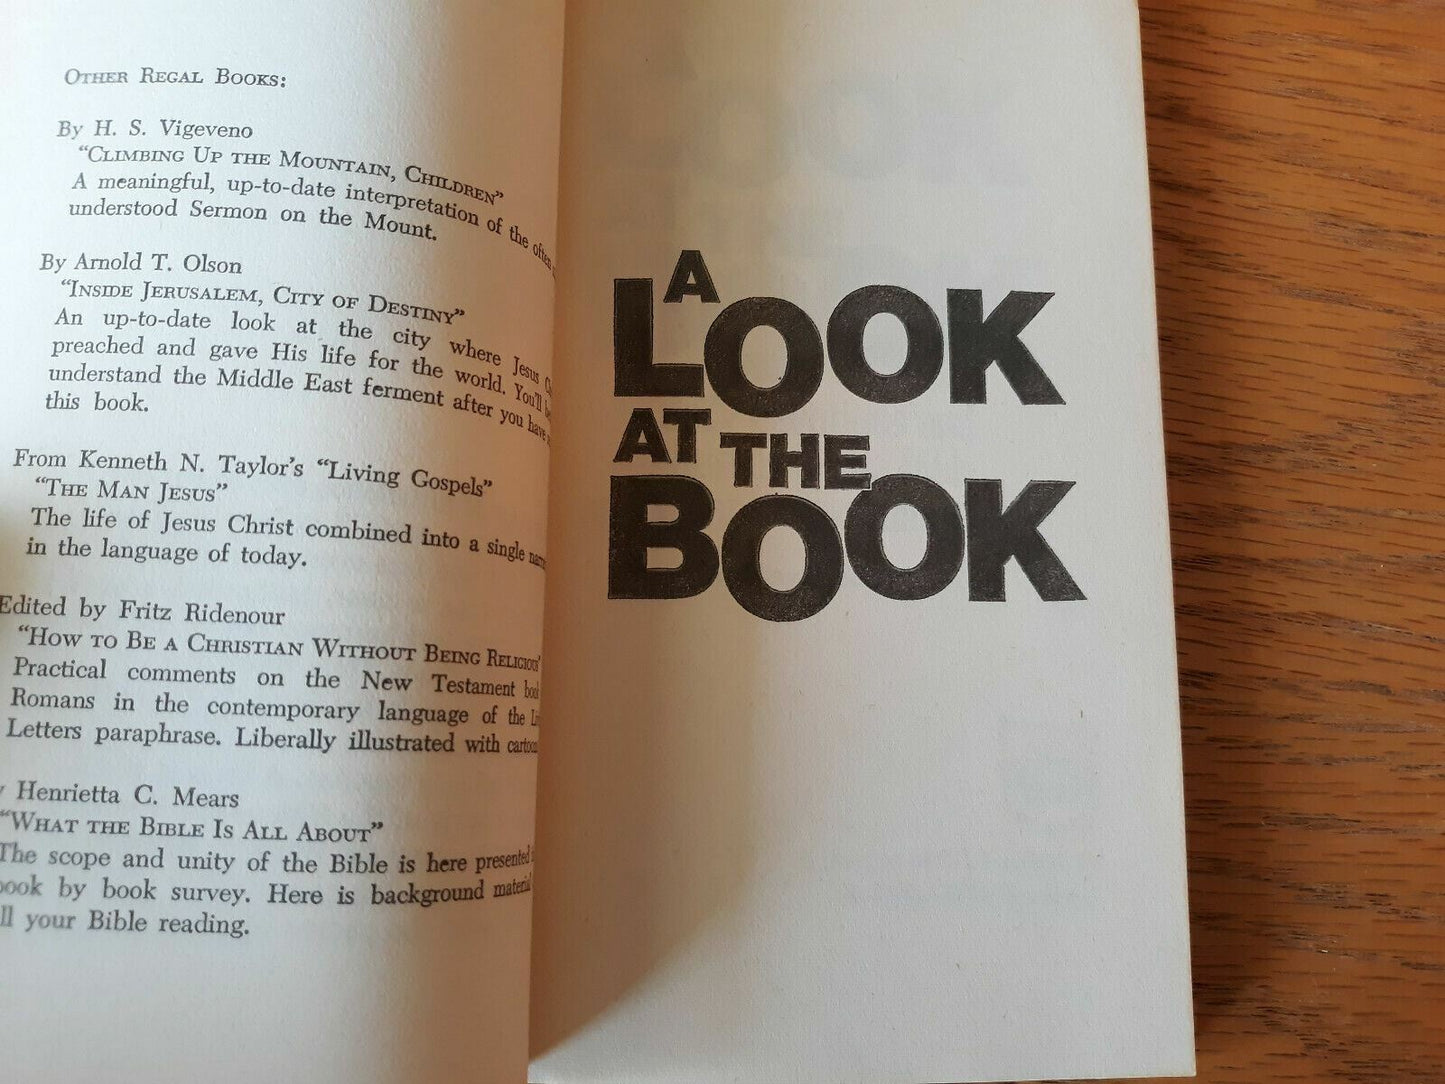 OTHER REGAL BOOKS:
By H. S. Vigeveno
"CLIMBING UP THE MOUNTAIN, CHILDREN"
A meaningful, up-to-date interpretation of the often
understood Sermon on the Mount.
By Arnold T. Olson
"INSIDE JERUSALEM, CITY OF DESTINY"
An up-to-date look at the city where Jesus
preached and gave His life for the world. You'll
understand the Middle East ferment after you have
this book.
From Kenneth N. Taylor's "Living Gospels"
"THE MAN JESUS"
The life of Jesus Christ combined into a single
in the language of today.
Edited by Fritz Ridenour
"HOW TO BE A CHRISTIAN WITHOUT BEING RELIGIOUS"
Practical comments on the New Testament book
Romans in the contemporary language of the
Letters paraphrase. Liberally illustrated with
Henrietta C. Mears
"WHAT THE BIBLE IS ALL ABOUT"
The scope and unity of the Bible is here presented
book by book survey. Here is background material
your Bible reading.
A
LOOK
AT THE
BOOK